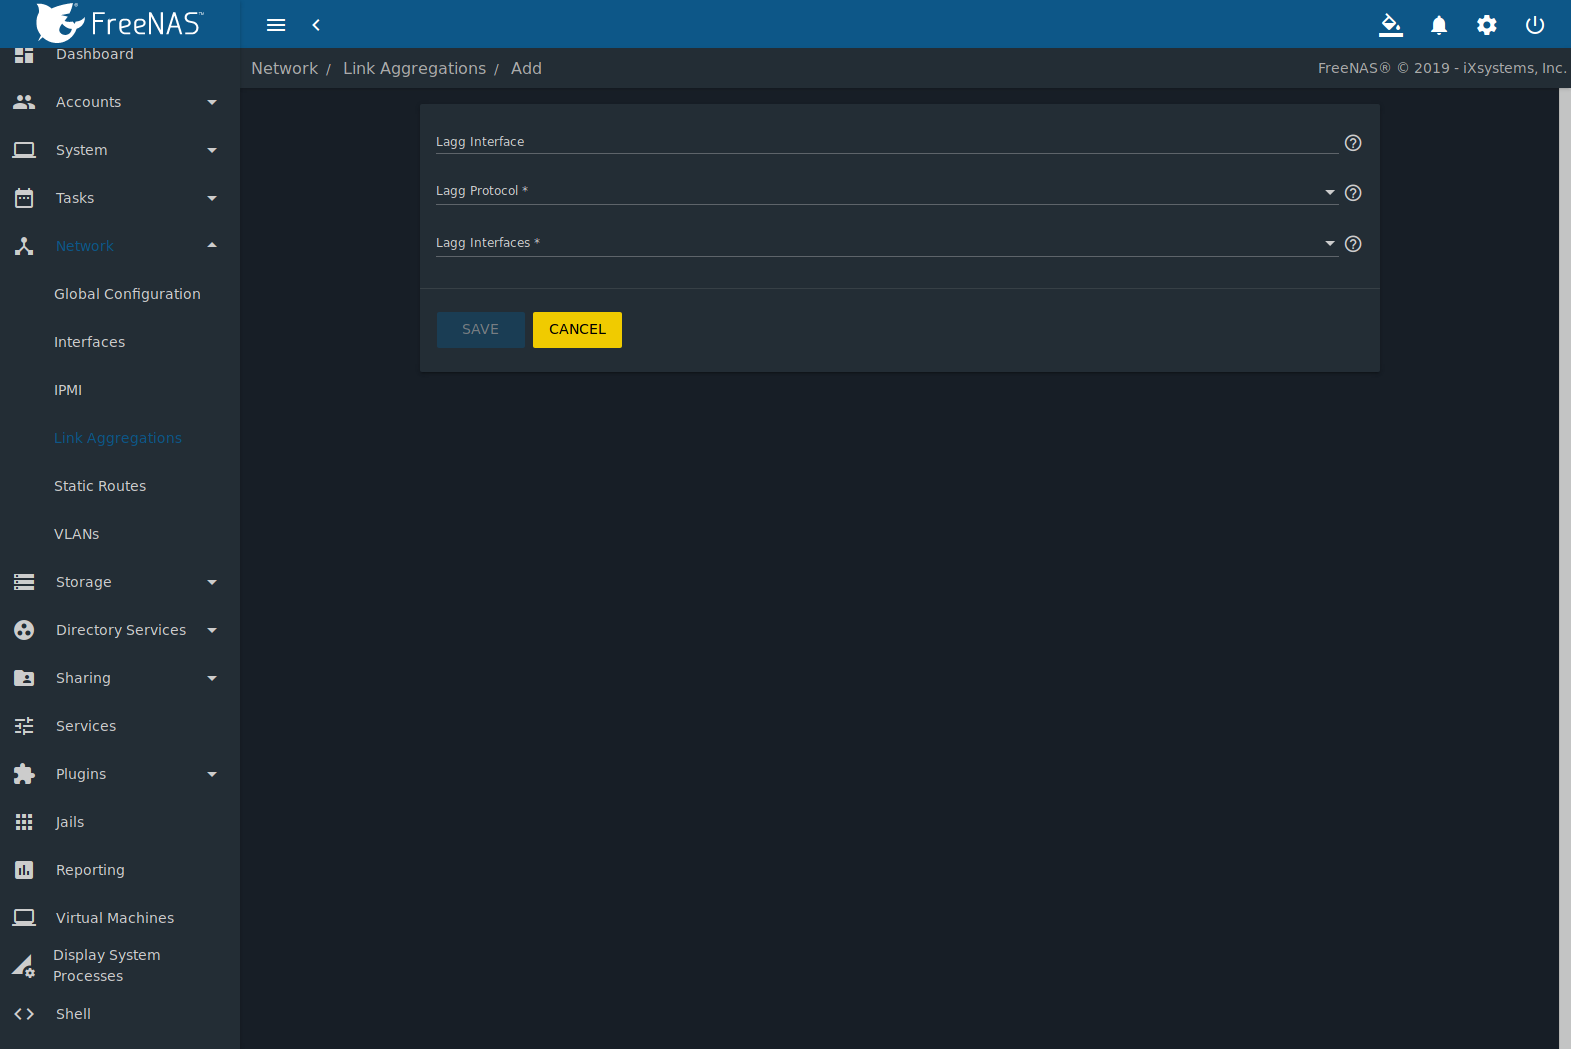 FreeNAS™
Network / Link Aggregations / Add
FreeNAS® © 2019 - iXsystems, Inc.
Dashboard
Accounts
System
Tasks
Network
Global Configuration
Interfaces
IPMI
Link Aggregations
Static Routes
VLANs
Storage
Directory Services
Sharing
Services
Plugins
Jails
Reporting
Virtual Machines
Display System
Processes
Shell
Lagg Interface
Lagg Protocol *
Lagg Interfaces *
SAVE CANCEL